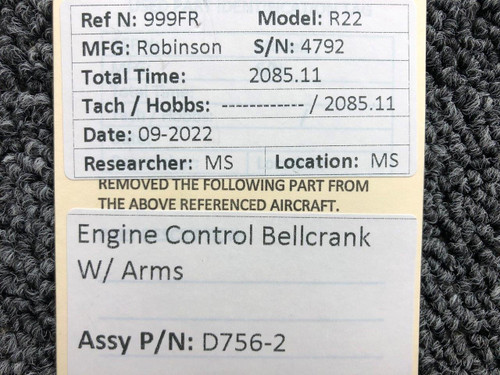 Ref N: 999FR Model: R22
MFG: Robinson S/N: 4792
Total Time: 2085.11
Tach / Hobbs: ------------ / 2085.11
Date: 09-2022
Researcher: MS Location: MS
REMOVED THE FOLLOWING PART FROM
THE ABOVE REFERENCED AIRCRAFT.
Engine Control Bellcrank
W/ Arms
Assy P/N: D756-2